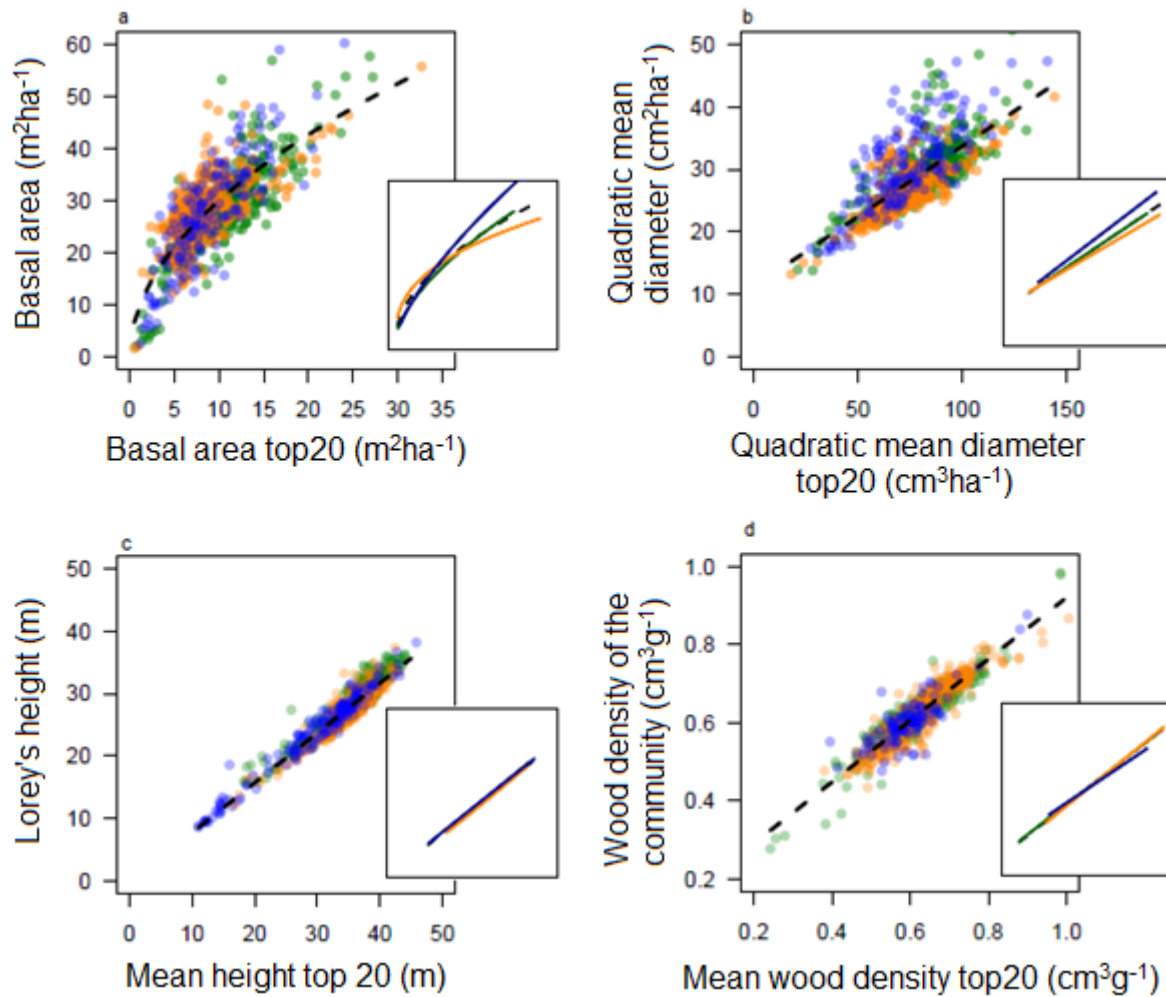 a
Basal area (m²ha⁻¹)
60
50
40
30
20
10
0
0 5 10 15 20 25 30 35
Basal area top20 (m²ha⁻¹)
b
Quadratic mean
diameter (cm²ha⁻¹)
50
40
30
20
10
0
0 50 100 150
Quadratic mean diameter
top20 (cm³ha⁻¹)
c
Lorey's height (m)
50
40
30
20
10
0
0 10 20 30 40 50
Mean height top 20 (m)
d
Wood density of the
community (cm³g⁻¹)
1.0
0.8
0.6
0.4
0.2
0.2 0.4 0.6 0.8 1.0
Mean wood density top20 (cm³g⁻¹)